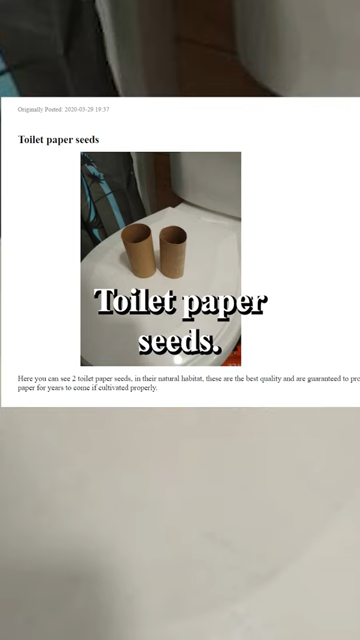 Originally Posted: 2020-03-29 19:37
Toilet paper seeds
Toilet paper
seeds.
Here you can see 2 toilet paper seeds, in their natural habitat, these are the best quality and are guaranteed to
paper for years to come if cultivated properly.